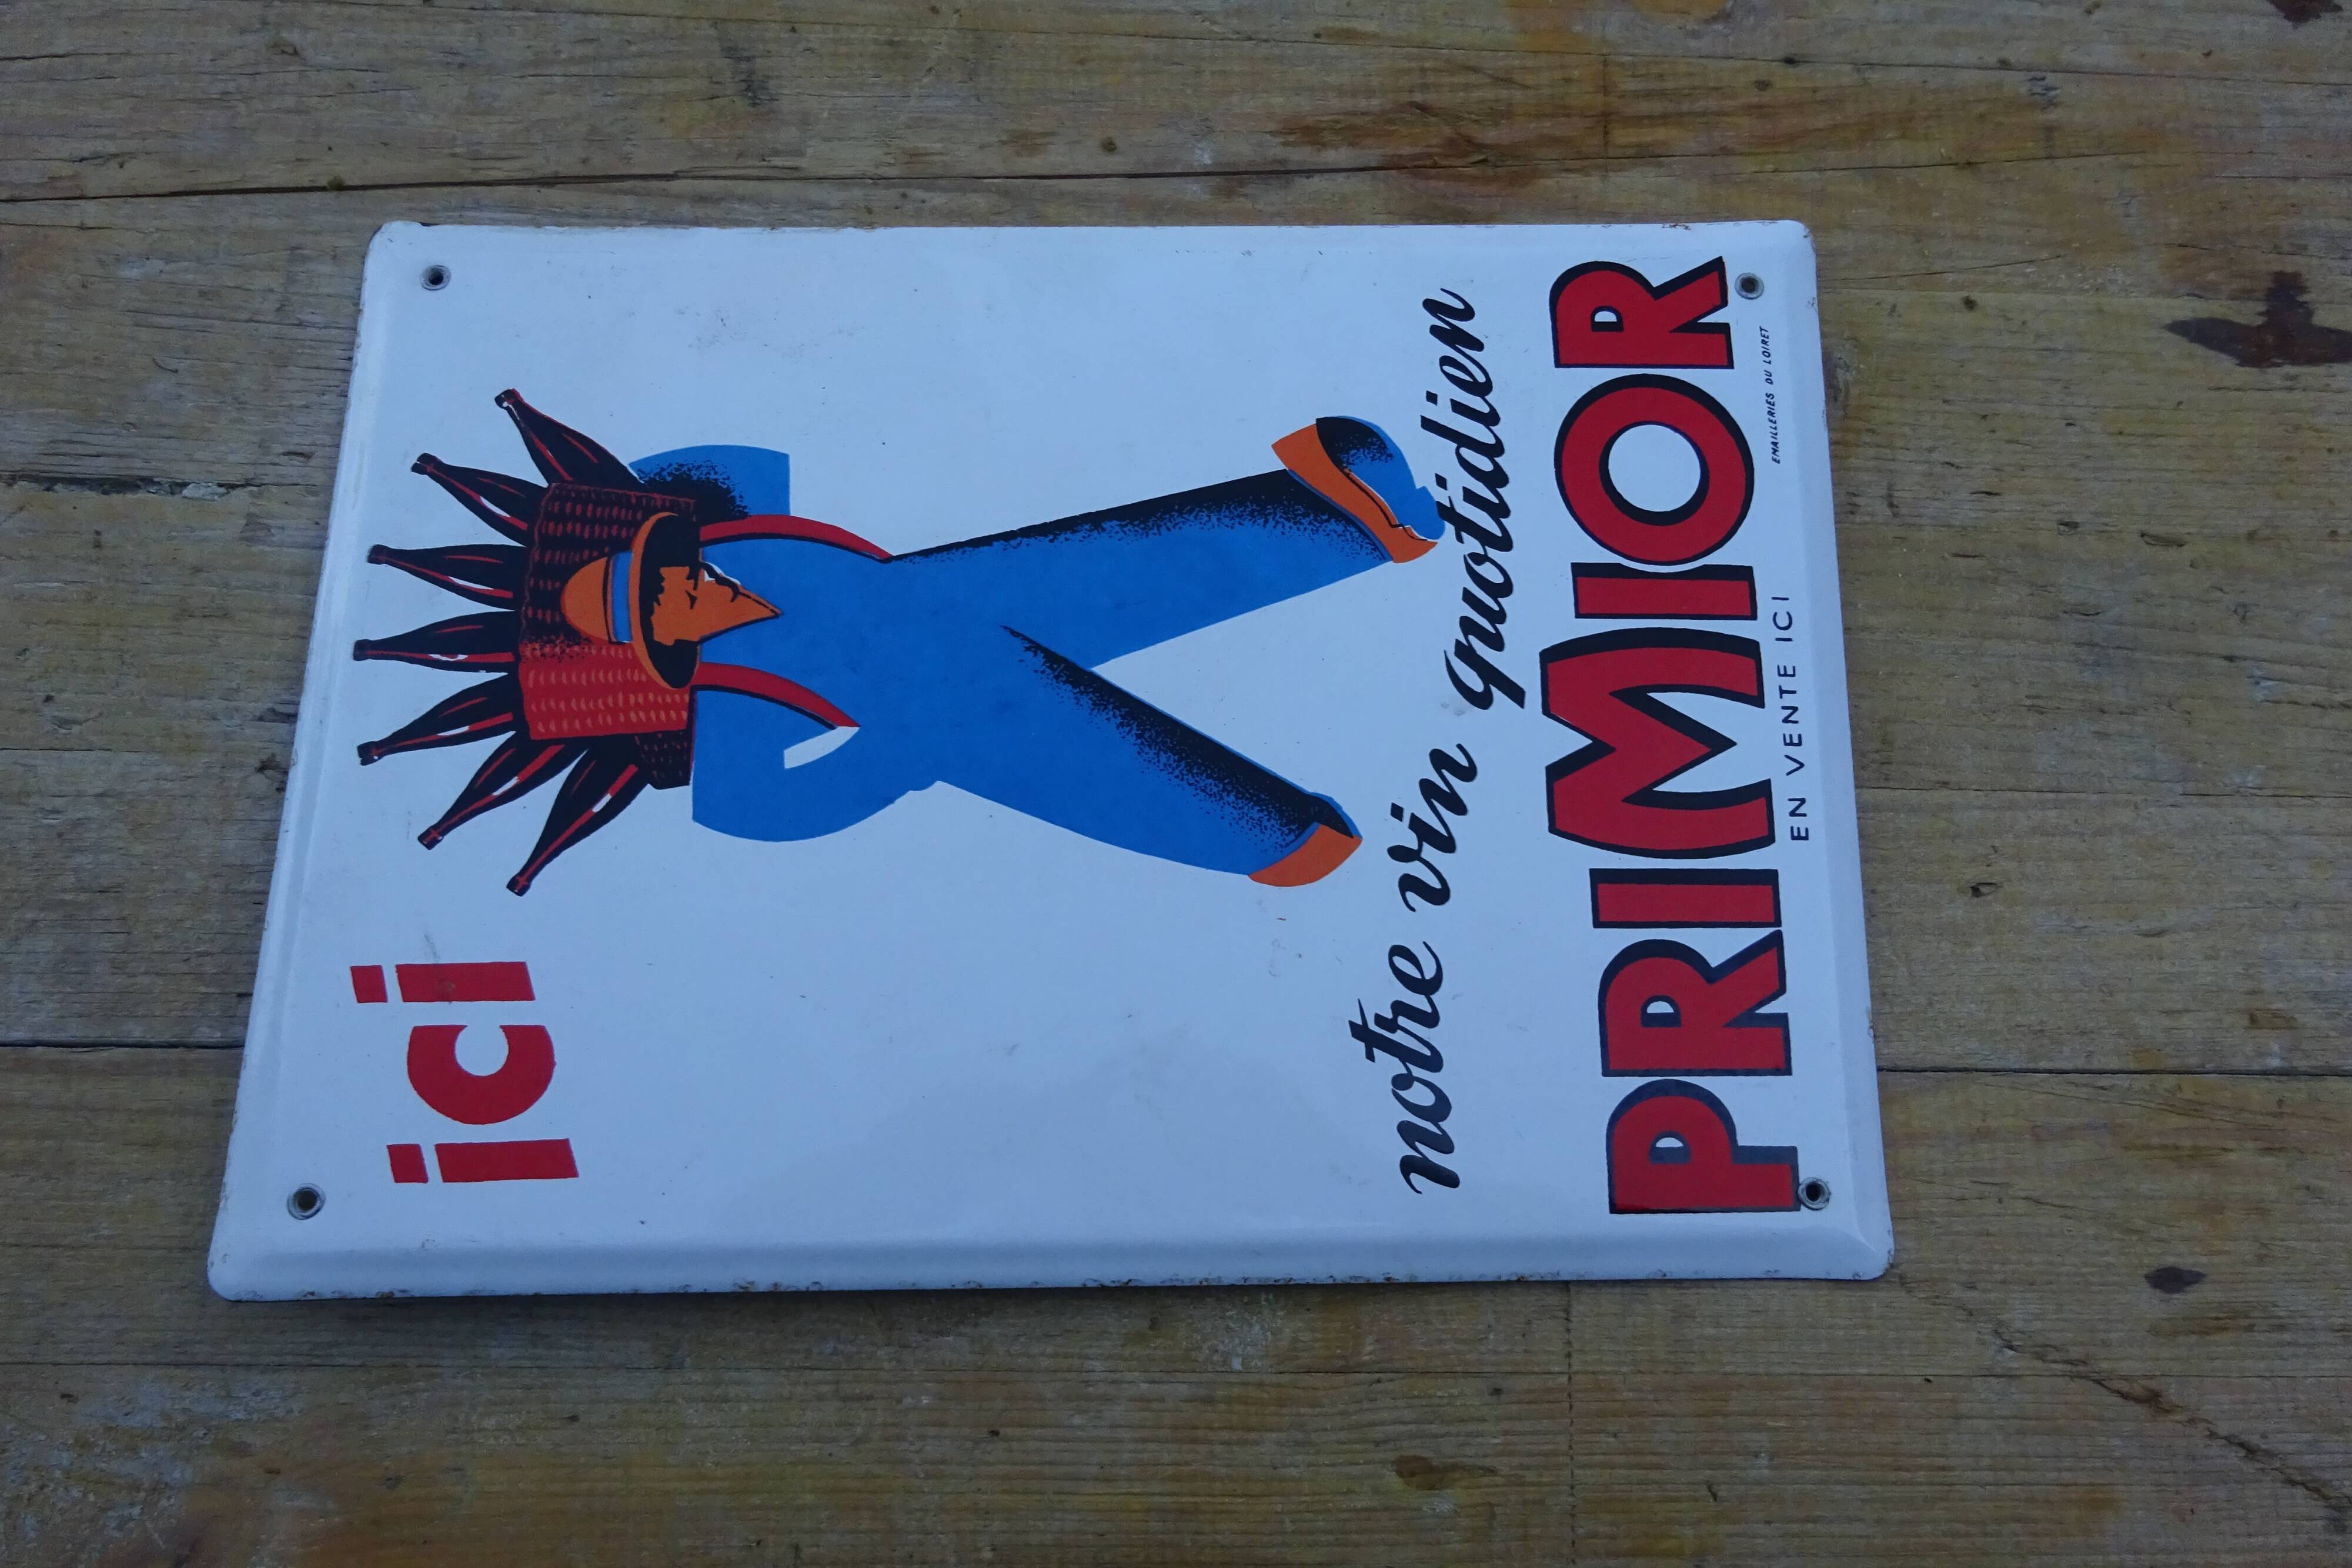 ici
notre vin quotidien
PRIMIOR
EN VENTE ICI
EMAILLERIES DU LOIRET